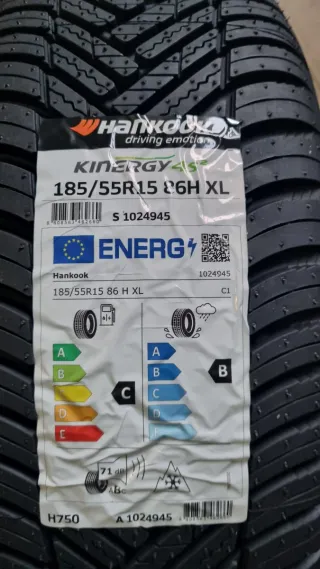 Hankook
driving emotion
KINERGY 4S²
185/55R15 86H XL
S 1024945
ENERG
Hankook 1024945
185/55R15 86 H XL C1
A A
B B
C C C B
D D
E E
71 dB
H750 A 1024945